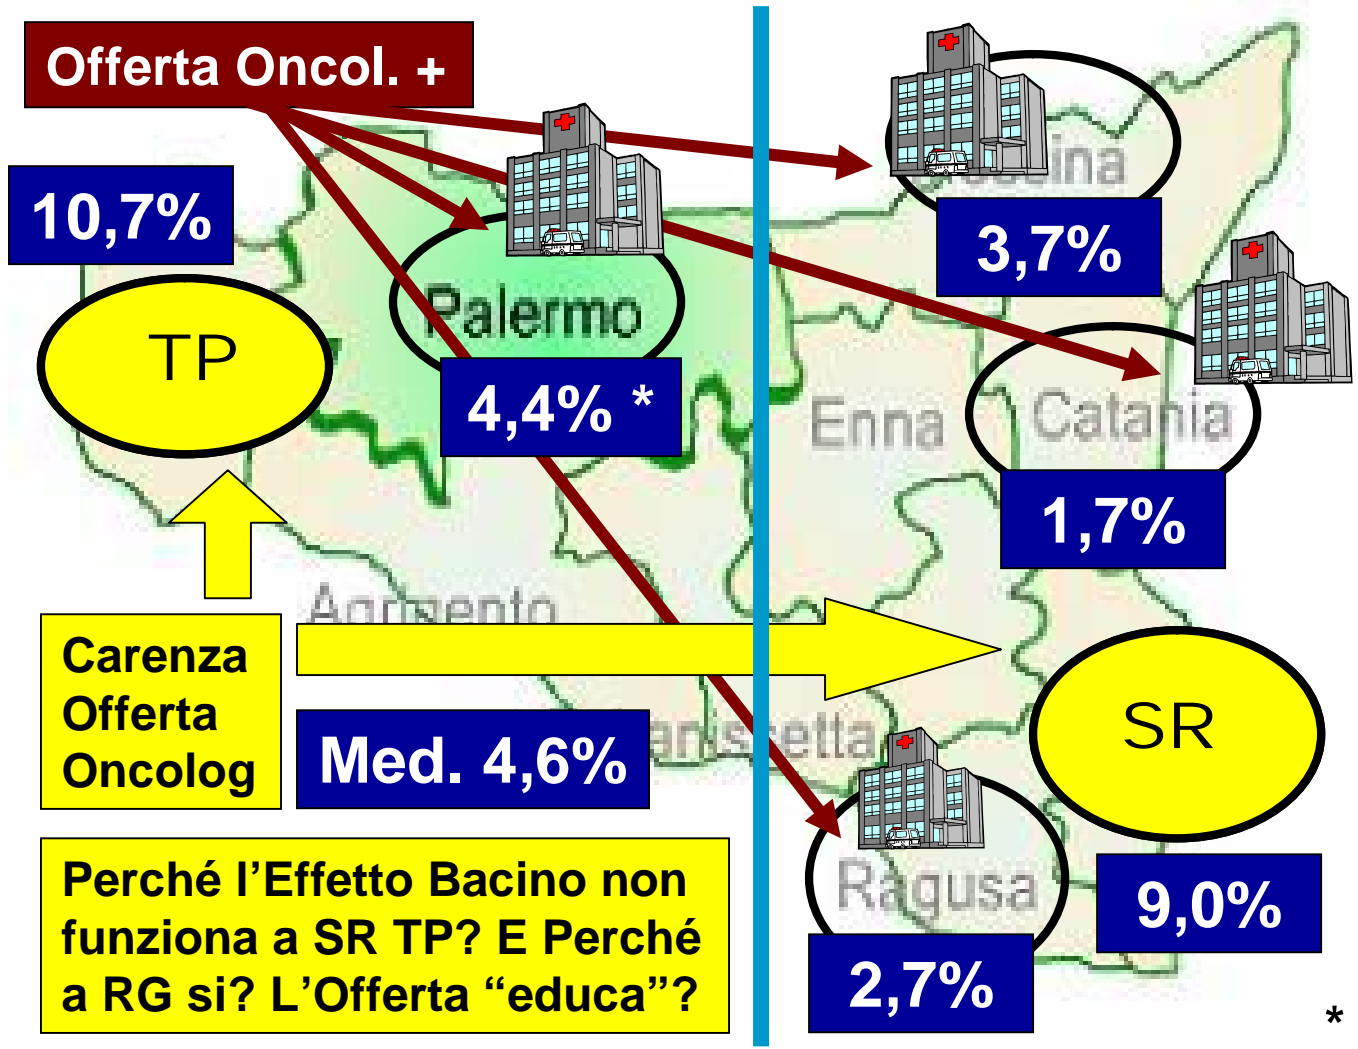 Offerta Oncol. +
10,7%
3,7%
TP
Palermo
4,4% *
Enna
Catania
1,7%
Agrigento
Carenza
Offerta
Oncolog
Med. 4,6%
SR
Perché l’Effetto Bacino non
funziona a SR TP? E Perché
a RG si? L’Offerta “educa”?
Ragusa
9,0%
2,7%
*